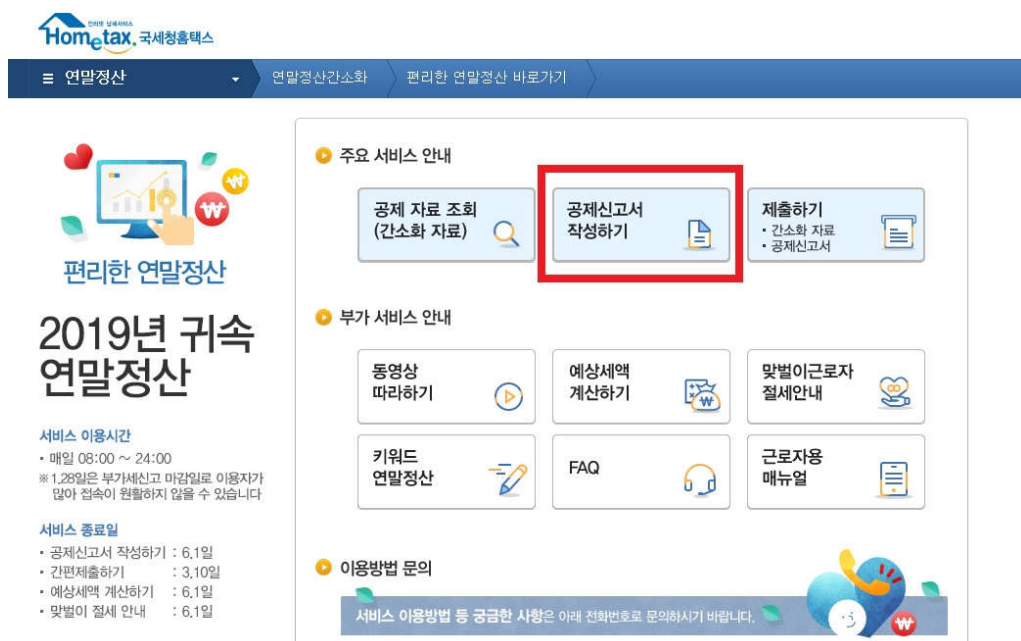 인터넷 납세서비스
Hometax. 국세청홈택스
≡ 연말정산
연말정산간소화
편리한 연말정산 바로가기
편리한 연말정산
2019년 귀속
연말정산
서비스 이용시간
• 매일 08:00 ~ 24:00
※1.28일은 부가세신고 마감일로 이용자가
많아 접속이 원활하지 않을 수 있습니다
서비스 종료일
• 공제신고서 작성하기 : 6.1일
• 간편제출하기 : 3.10일
• 예상세액 계산하기 : 6.1일
• 맞벌이 절세 안내 : 6.1일
주요 서비스 안내
공제 자료 조회
(간소화 자료)
공제신고서
작성하기
제출하기
• 간소화 자료
• 공제신고서
부가 서비스 안내
동영상
따라하기
예상세액
계산하기
맞벌이근로자
절세안내
키워드
연말정산
FAQ
근로자용
매뉴얼
이용방법 문의
서비스 이용방법 등 궁금한 사항은 아래 전화번호로 문의하시기 바랍니다.